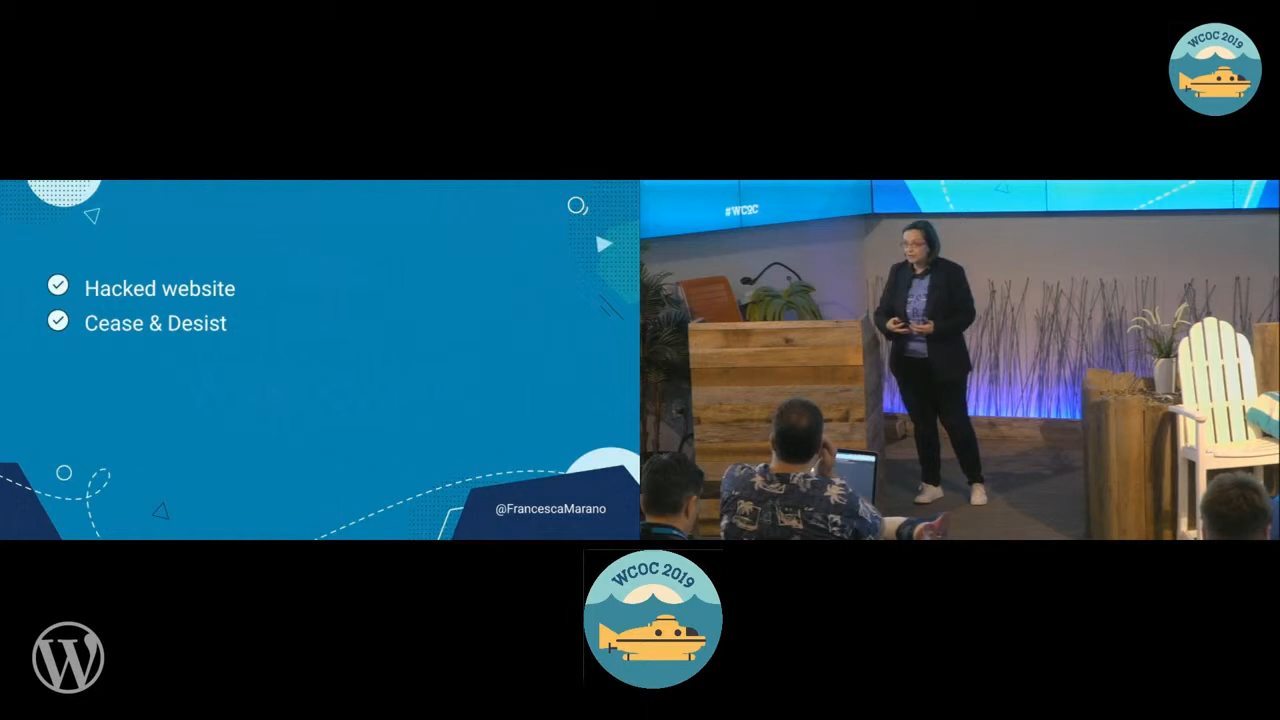 WCOC 2019
#WCOC
Hacked website
Cease & Desist
@FrancescaMarano
WCOC 2019